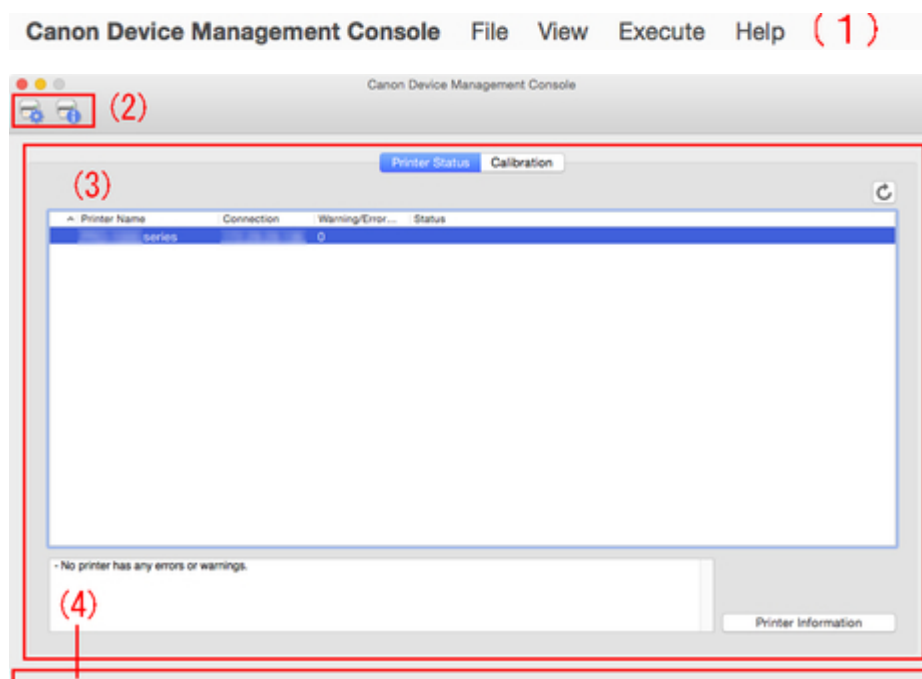 Canon Device Management Console File View Execute Help (1)
Canon Device Management Console
(2)
Printer Status Calibration
(3)
Printer Name Connection Warning/Error... Status
series 0
- No printer has any errors or warnings.
(4)
Printer Information